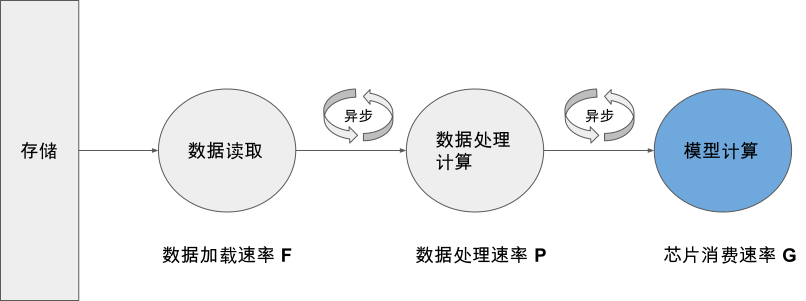 存储
数据读取
异步
数据处理
计算
异步
模型计算
数据加载速率 F
数据处理速率 P
芯片消费速率 G